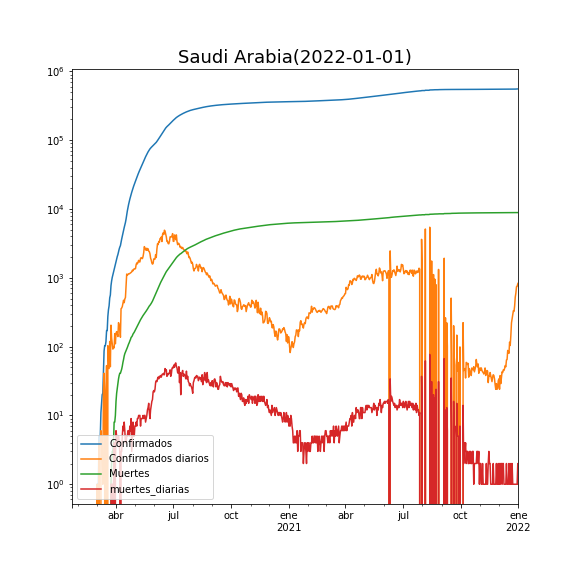 Saudi Arabia(2022-01-01)
10^6
10^5
10^4
10^3
10^2
10^1
10^0
Confirmados
Confirmados diarios
Muertes
muertes_diarias
abr jul oct ene abr jul oct ene
2021 2022